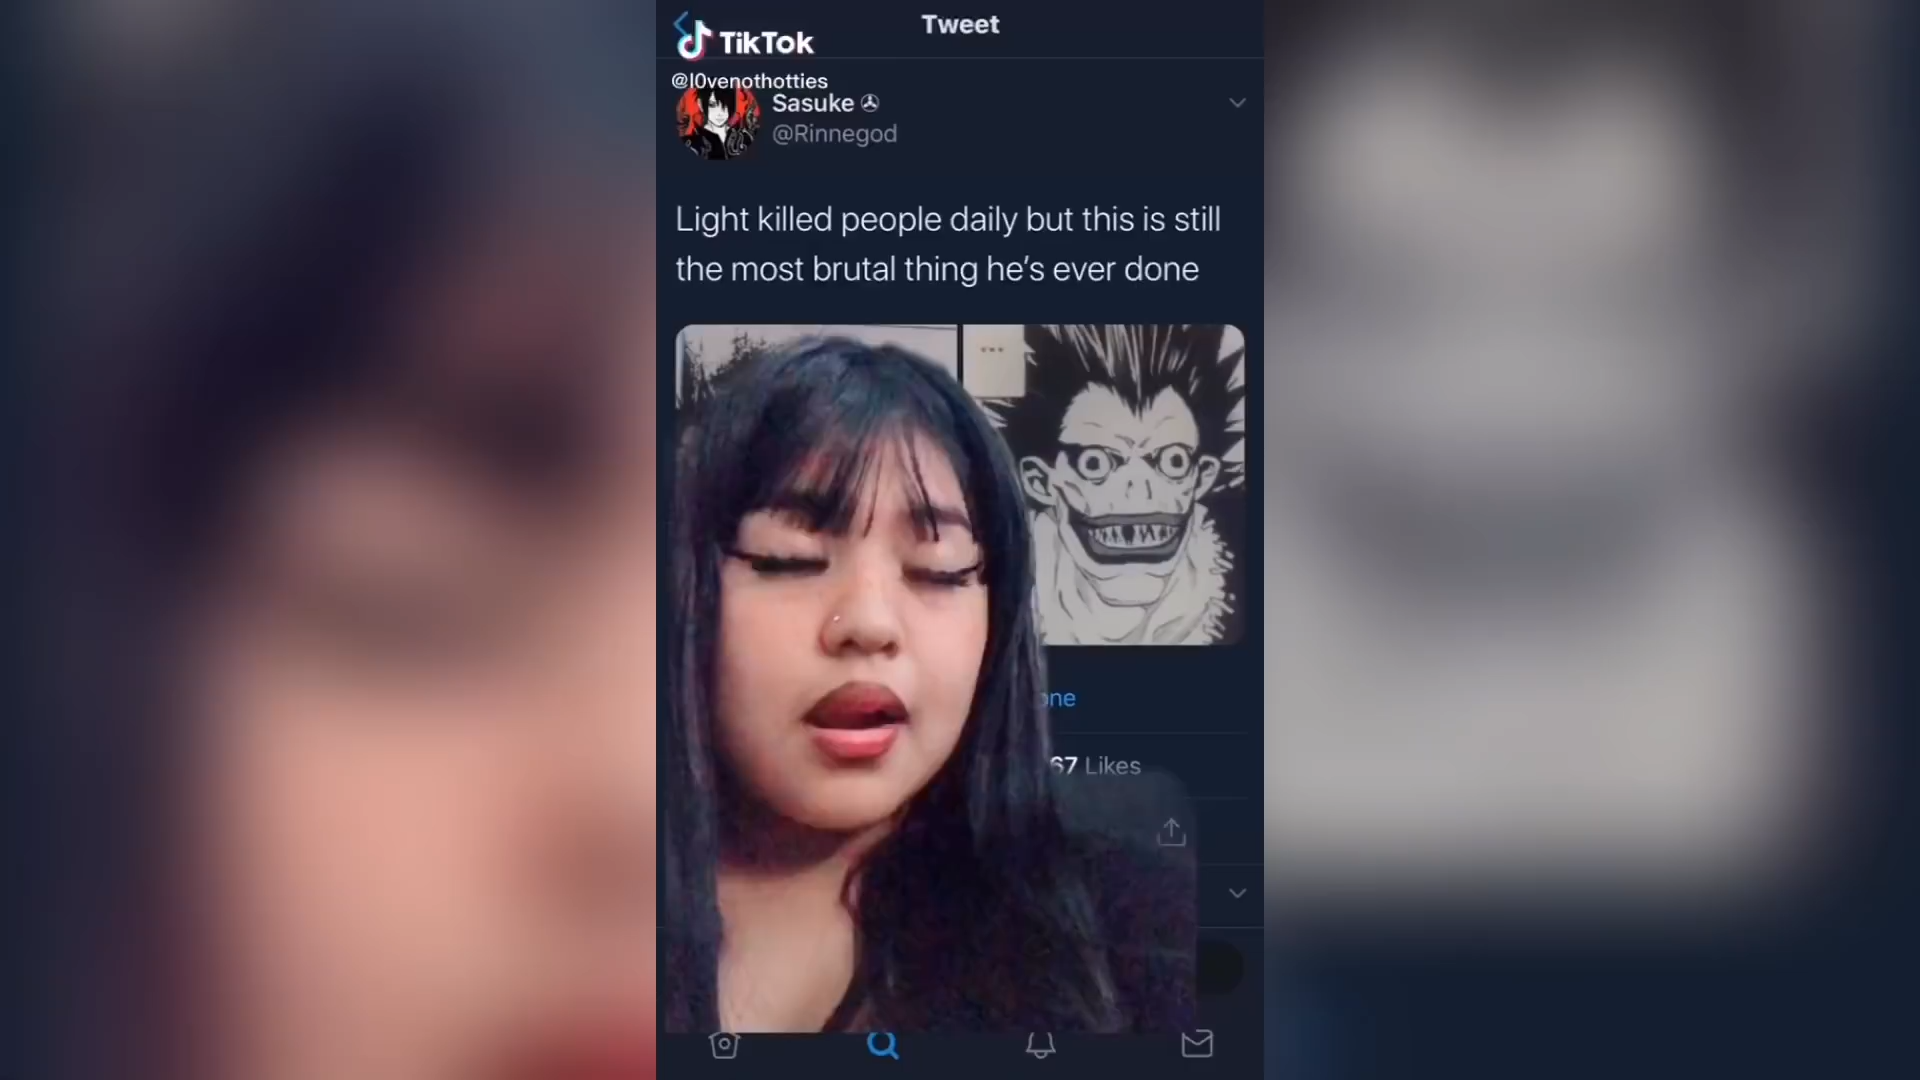 Tweet
TikTok
@l0venothotties
Sasuke
@Rinnegod
Light killed people daily but this is still
the most brutal thing he's ever done
...
67 Likes